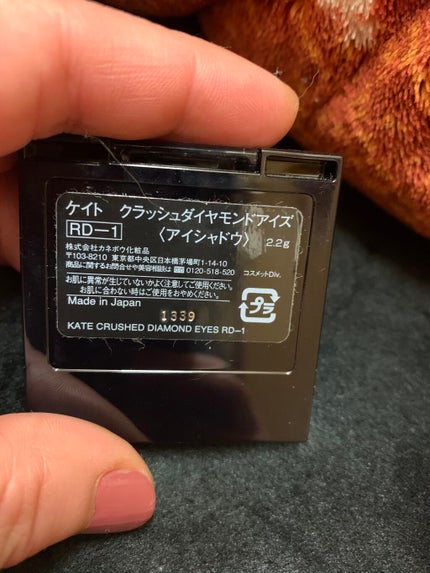 ケイト クラッシュダイヤモンドアイズ
RD-1 〈アイシャドウ〉 2.2g
株式会社カネボウ化粧品
〒103-8210 東京都中央区日本橋茅場町1-14-10
商品に関するお問合せや美容相談は 0120-518-520 コスメットDiv.
お肌に異常が生じていないかよく注意してご使用ください。
お肌に合わない時はご使用をおやめください。
Made in Japan
プラ
1339
KATE CRUSHED DIAMOND EYES RD-1